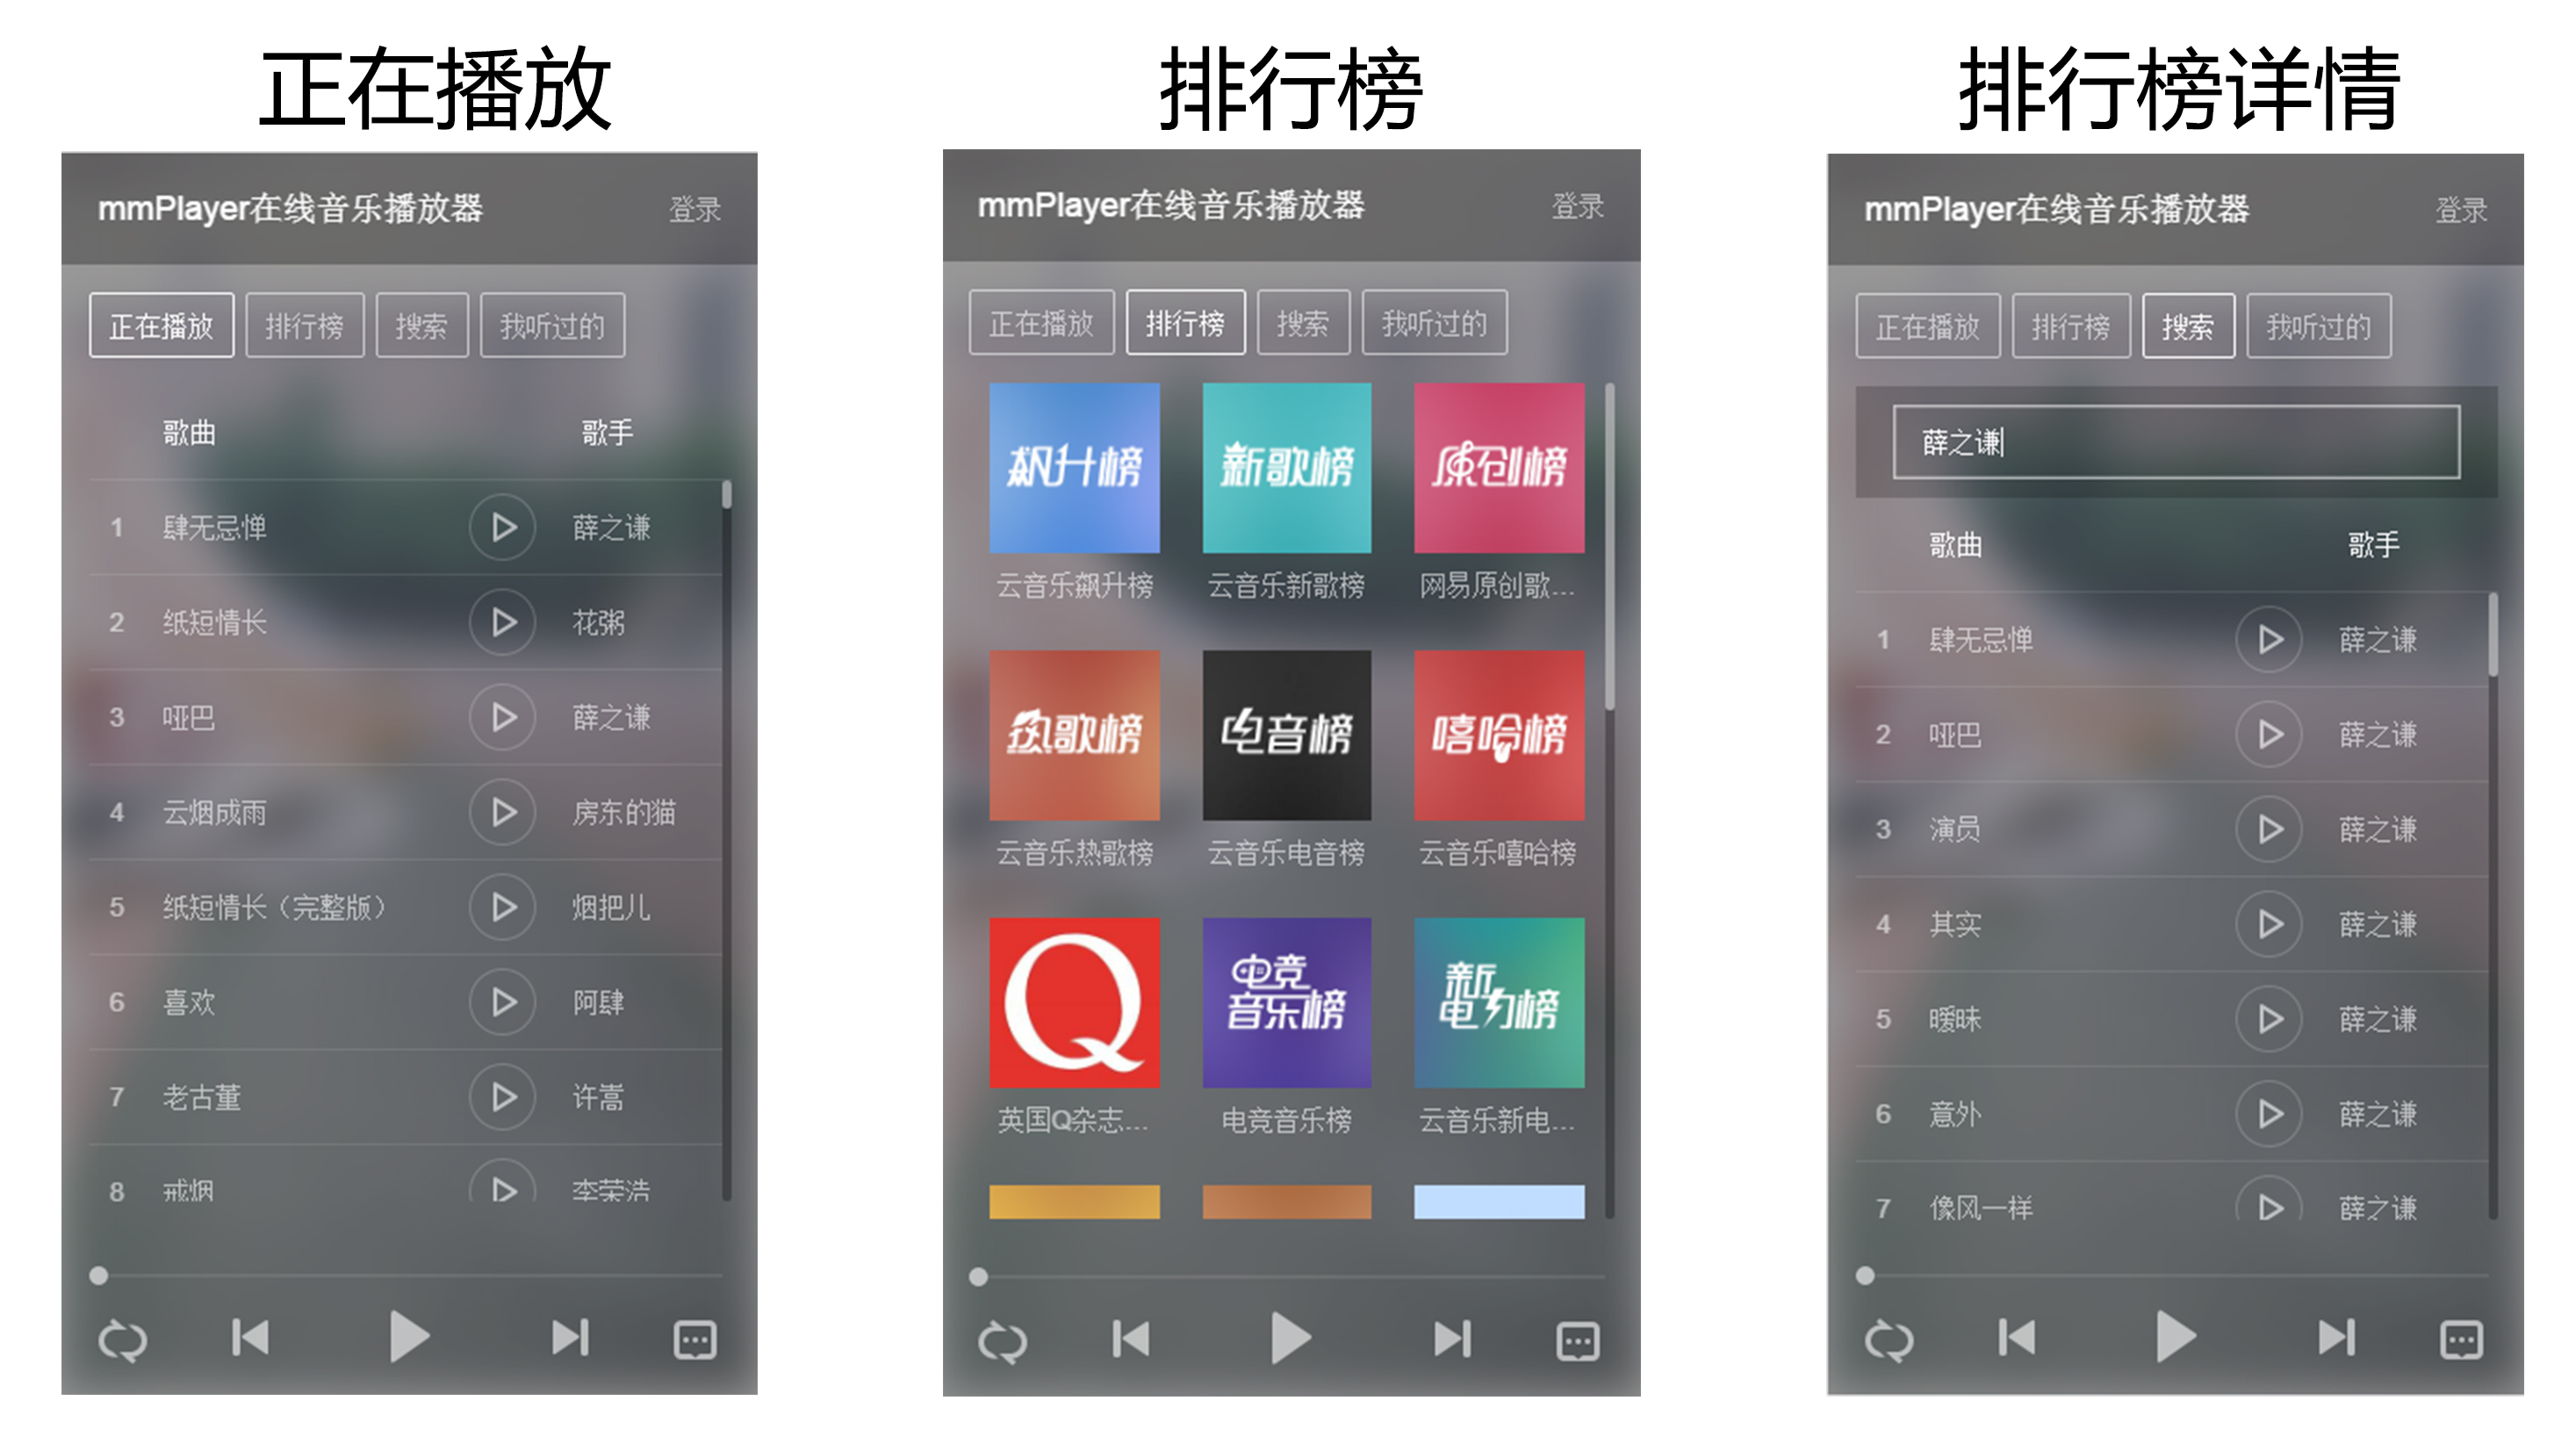 正在播放
mmPlayer在线音乐播放器 登录
正在播放 排行榜 搜索 我听过的
歌曲 歌手
1 肆无忌惮 薛之谦
2 纸短情长 花粥
3 哑巴 薛之谦
4 云烟成雨 房东的猫
5 纸短情长（完整版） 烟把儿
6 喜欢 阿肆
7 老古董 许嵩
8 戒烟 李荣浩
排行榜
mmPlayer在线音乐播放器 登录
正在播放 排行榜 搜索 我听过的
飙升榜 新歌榜 原创榜
云音乐飙升榜 云音乐新歌榜 网易原创歌...
热歌榜 电音榜 嘻哈榜
云音乐热歌榜 云音乐电音榜 云音乐嘻哈榜
Q 电竞音乐榜 新电力榜
英国Q杂志... 电竞音乐榜 云音乐新电...
排行榜详情
mmPlayer在线音乐播放器 登录
正在播放 排行榜 搜索 我听过的
薛之谦
歌曲 歌手
1 肆无忌惮 薛之谦
2 哑巴 薛之谦
3 演员 薛之谦
4 其实 薛之谦
5 暧昧 薛之谦
6 意外 薛之谦
7 像风一样 薛之谦